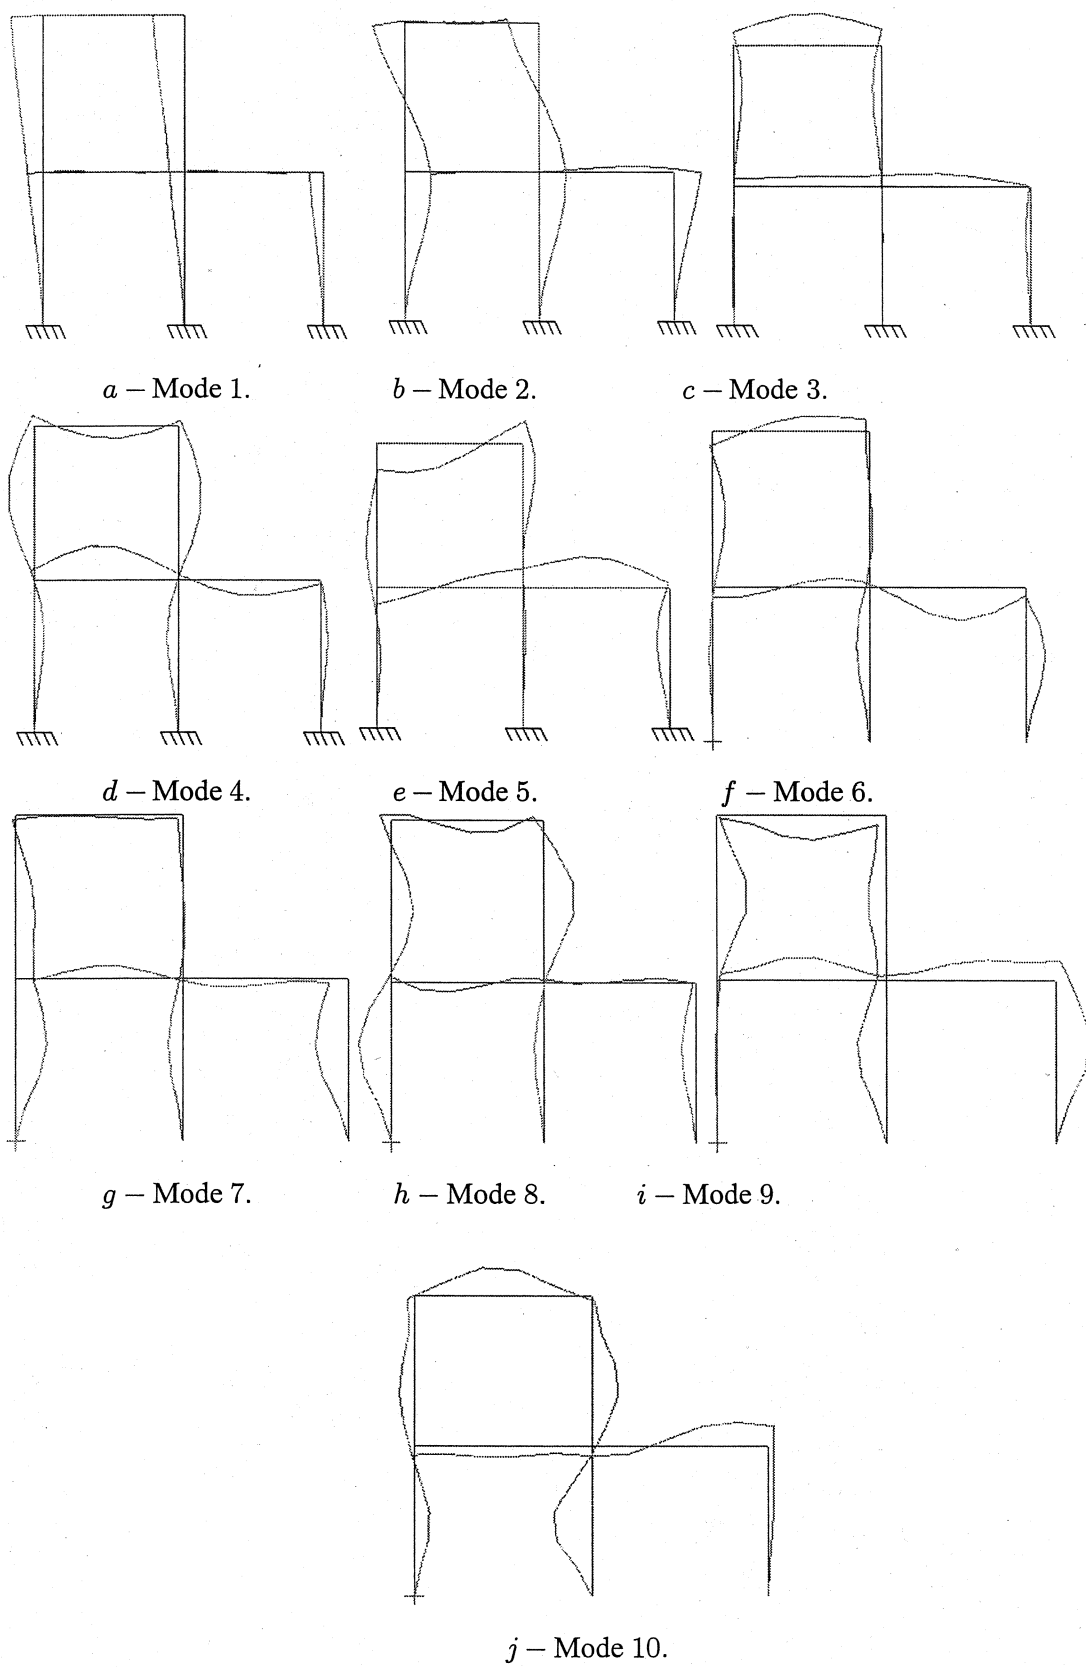 a – Mode 1.
b – Mode 2.
c – Mode 3.
d – Mode 4.
e – Mode 5.
f – Mode 6.
g – Mode 7.
h – Mode 8.
i – Mode 9.
j – Mode 10.